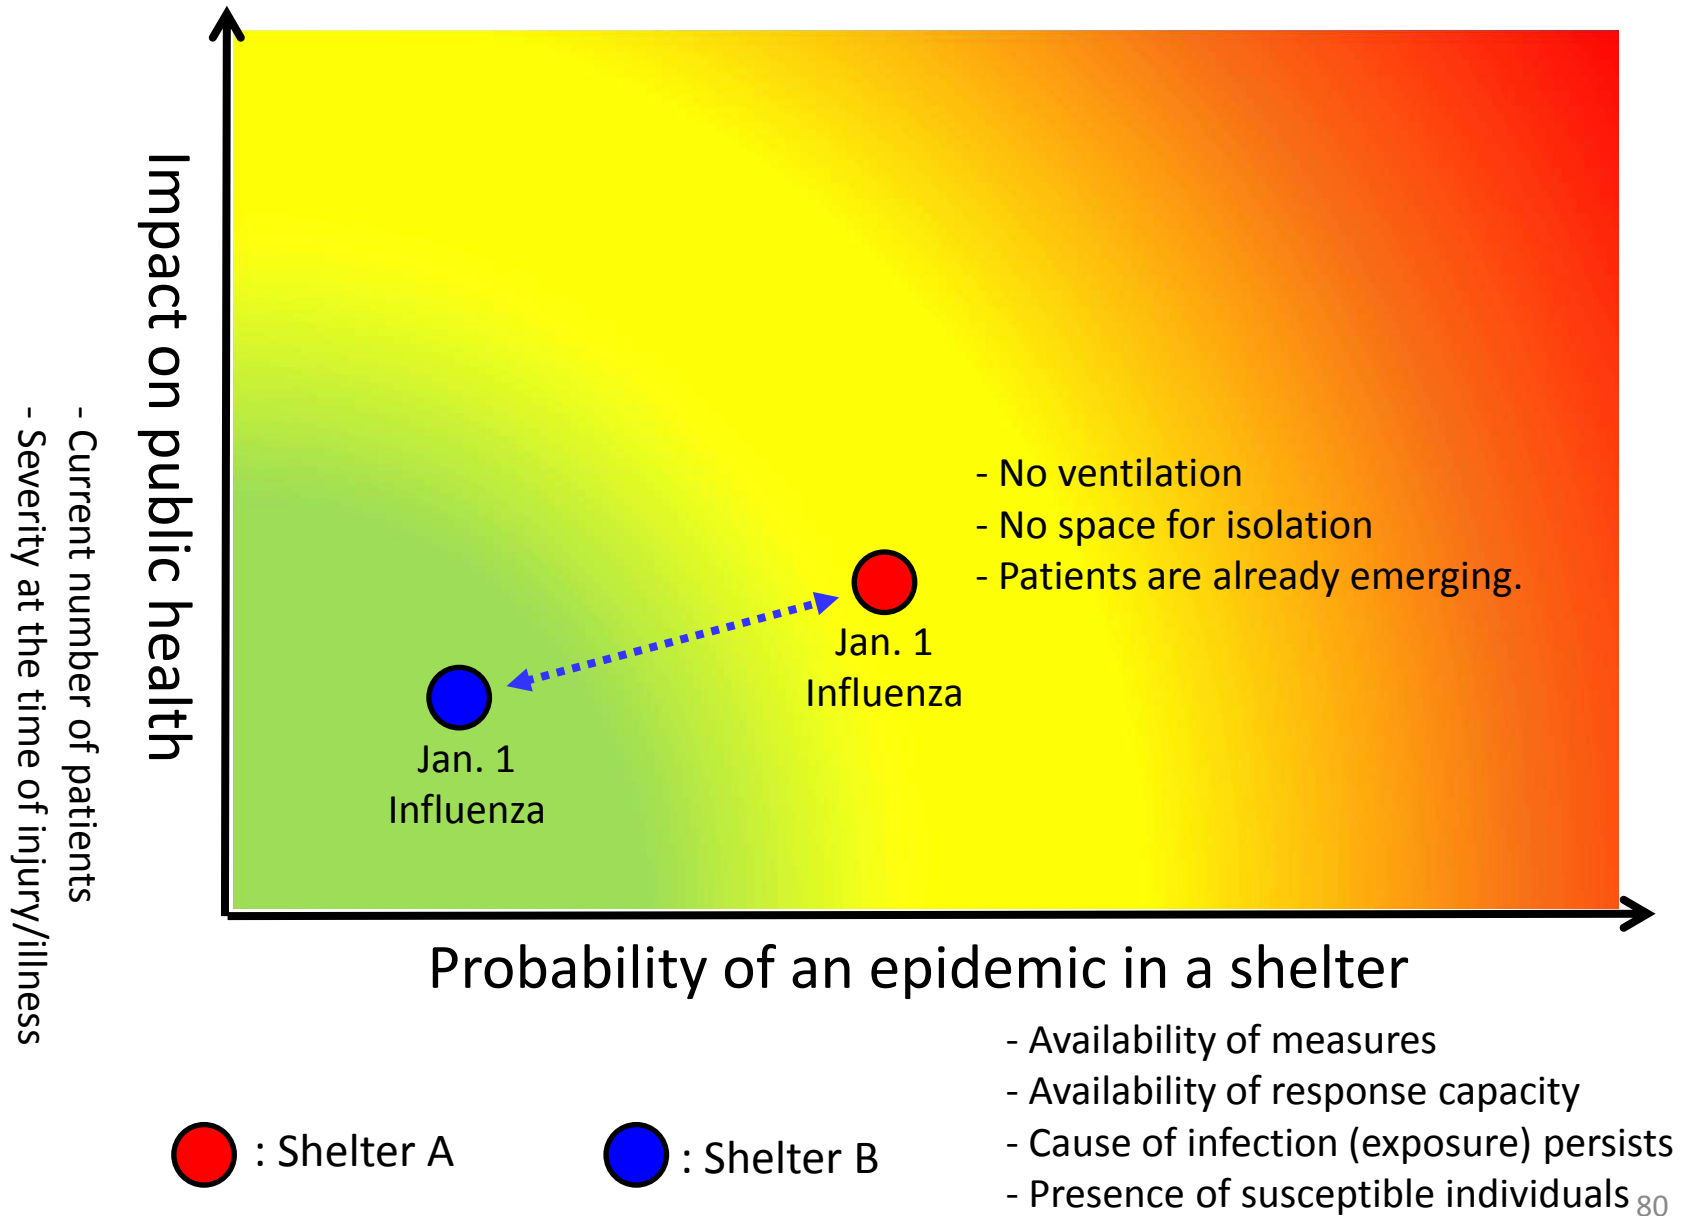 Impact on public health
- Current number of patients
- Severity at the time of injury/illness
- No ventilation
- No space for isolation
- Patients are already emerging.
Jan. 1
Influenza
Jan. 1
Influenza
Probability of an epidemic in a shelter
- Availability of measures
- Availability of response capacity
- Cause of infection (exposure) persists
- Presence of susceptible individuals
: Shelter A
: Shelter B
80